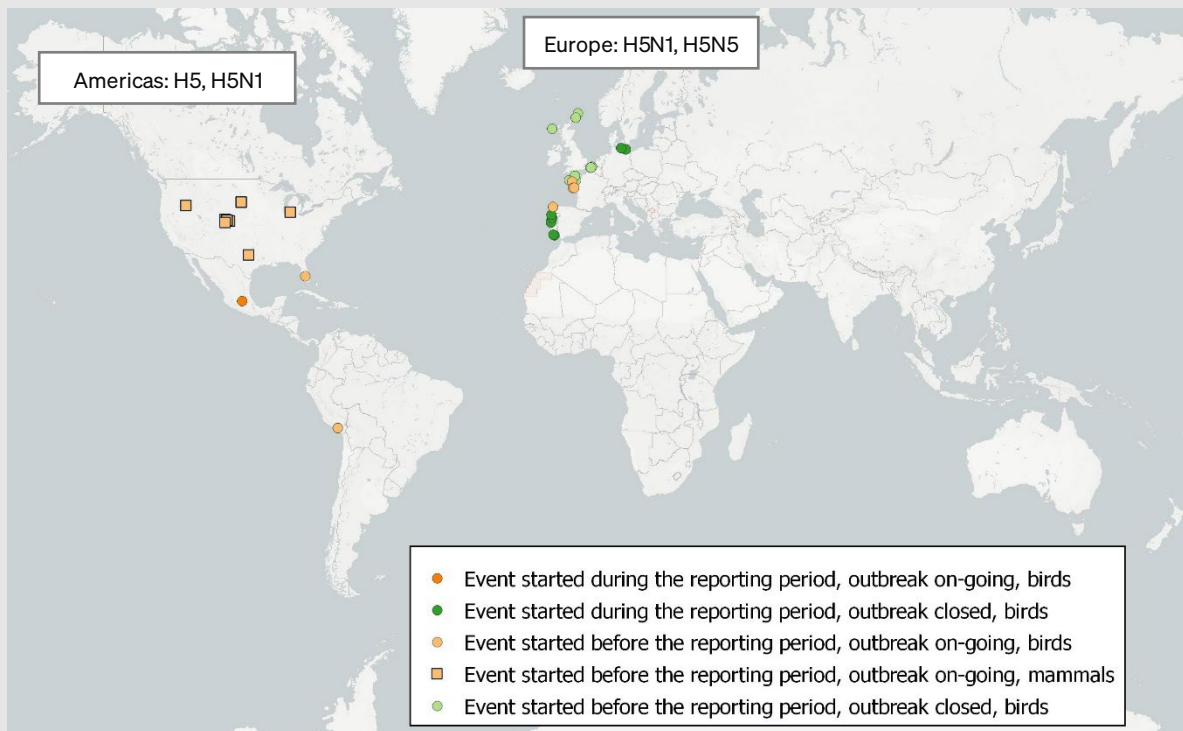 Americas: H5, H5N1
Europe: H5N1, H5N5
Event started during the reporting period, outbreak on-going, birds
Event started during the reporting period, outbreak closed, birds
Event started before the reporting period, outbreak on-going, birds
Event started before the reporting period, outbreak on-going, mammals
Event started before the reporting period, outbreak closed, birds